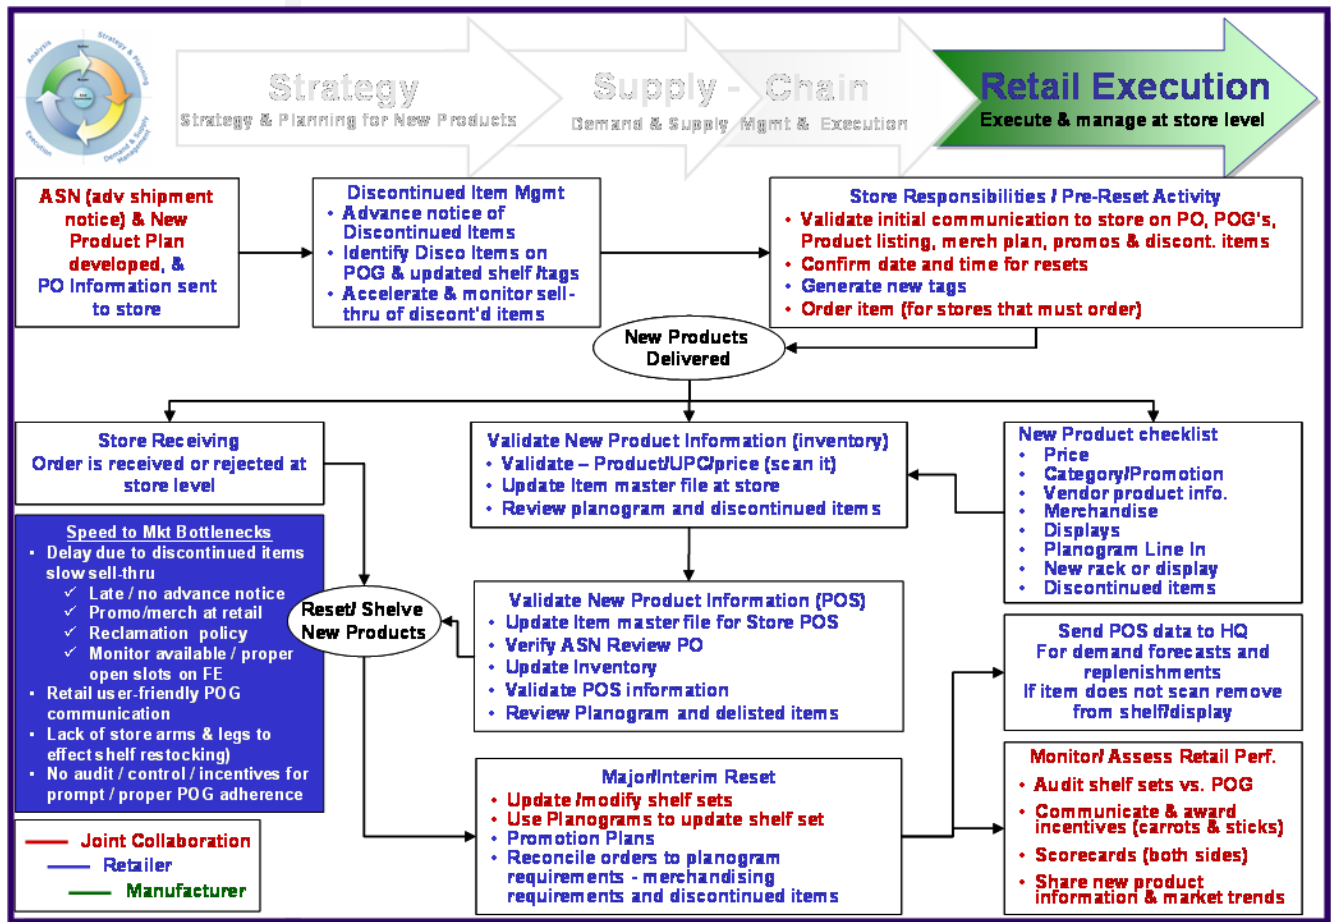 Analysis
Strategy & Planning
Execution
Demand & Supply
Management
Strategy
Strategy & Planning for New Products
Supply - Chain
Demand & Supply Mgmt & Execution
Retail Execution
Execute & manage at store level
ASN (adv shipment
notice) & New
Product Plan
developed, &
PO Information sent
to store
Discontinued Item Mgmt
• Advance notice of
Discontinued Items
• Identify Disco Items on
POG & updated shelf /tags
• Accelerate & monitor sell-
thru of discont'd items
Store Responsibilities / Pre-Reset Activity
• Validate initial communication to store on PO, POG's,
Product listing, merch plan, promos & discont. items
• Confirm date and time for resets
• Generate new tags
• Order item (for stores that must order)
New Products
Delivered
Store Receiving
Order is received or rejected at
store level
Validate New Product Information (inventory)
• Validate – Product/UPC/price (scan it)
• Update Item master file at store
• Review planogram and discontinued items
New Product checklist
• Price
• Category/Promotion
• Vendor product info.
• Merchandise
• Displays
• Planogram Line In
• New rack or display
• Discontinued items
Speed to Mkt Bottlenecks
• Delay due to discontinued items
slow sell-thru
✓ Late / no advance notice
✓ Promo/merch at retail
✓ Reclamation policy
✓ Monitor available / proper
open slots on FE
• Retail user-friendly POG
communication
• Lack of store arms & legs to
effect shelf restocking)
• No audit / control / incentives for
prompt / proper POG adherence
Reset/ Shelve
New Products
Validate New Product Information (POS)
• Update Item master file for Store POS
• Verify ASN Review PO
• Update Inventory
• Validate POS information
• Review Planogram and delisted items
Send POS data to HQ
For demand forecasts and
replenishments
If item does not scan remove
from shelf/display
Major/Interim Reset
• Update /modify shelf sets
• Use Planograms to update shelf set
• Promotion Plans
• Reconcile orders to planogram
requirements - merchandising
requirements and discontinued items
Monitor/ Assess Retail Perf.
• Audit shelf sets vs. POG
• Communicate & award
incentives (carrots & sticks)
• Scorecards (both sides)
• Share new product
information & market trends
Joint Collaboration
Retailer
Manufacturer